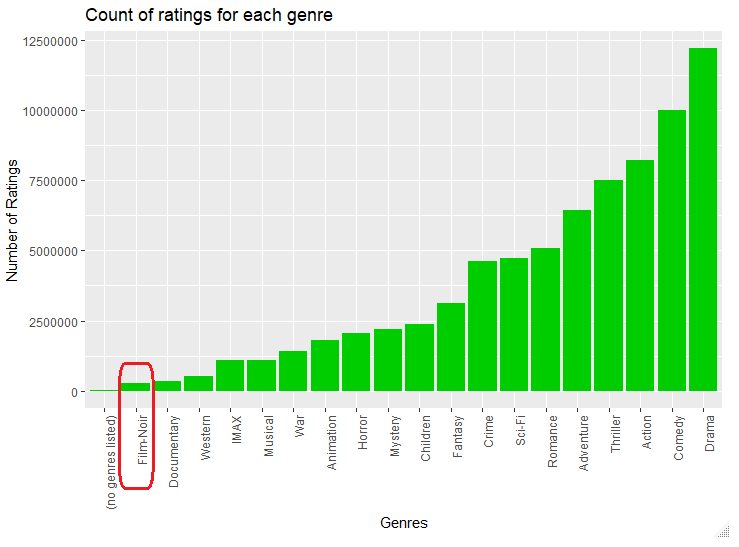 Count of ratings for each genre
12500000
10000000
7500000
5000000
2500000
0
Number of Ratings
(no genres listed)
Film-Noir
Documentary
Western
IMAX
Musical
War
Animation
Horror
Mystery
Children
Fantasy
Crime
Sci-Fi
Romance
Adventure
Thriller
Action
Comedy
Drama
Genres